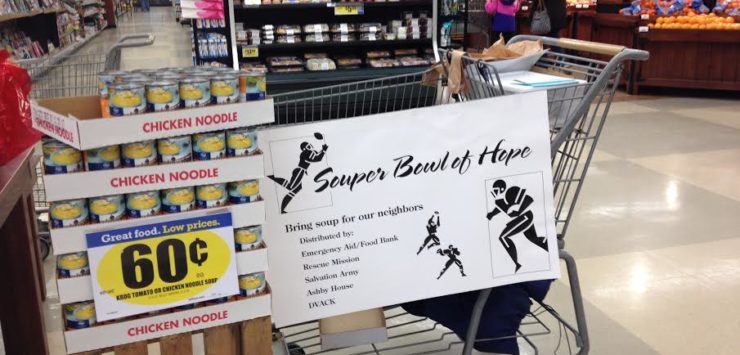 CHICKEN NOODLE
CHICKEN NOODLE
CHICKEN NOODLE
CHICKEN NOODLE
Great food. Low prices.
60¢
KROG TOMATO OR CHICKEN NOODLE SOUP
CHICKEN NOODLE
Souper Bowl of Hope
Bring soup for our neighbors
Distributed by:
Emergency Aid/Food Bank
Rescue Mission
Salvation Army
Ashby House
DVACK